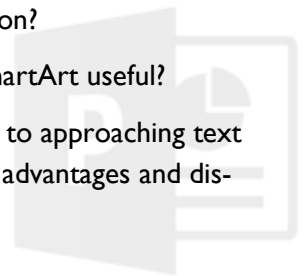 on?
martArt useful?
to approaching text
advantages and dis-
P